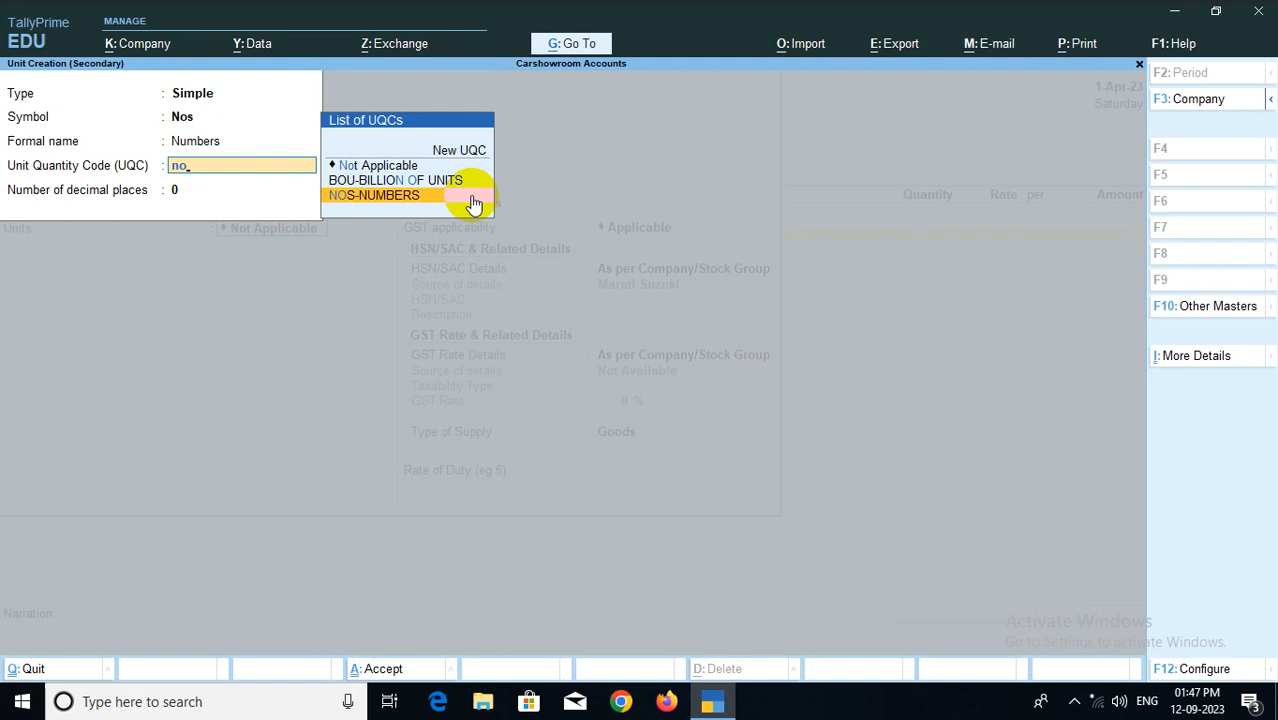 TallyPrime
MANAGE
EDU
K: Company
Y: Data
Z: Exchange
G: Go To
O: Import
E: Export
M: E-mail
P: Print
F1: Help
Unit Creation (Secondary)
Carshowroom Accounts
Type : Simple
Symbol : Nos
Formal name : Numbers
Unit Quantity Code (UQC) : no
Number of decimal places : 0
List of UQCs
New UQC
♦ Not Applicable
BOU-BILLION OF UNITS
NOS-NUMBERS
1-Apr-23
Saturday
Quantity Rate per Amount
Units : ♦ Not Applicable
GST applicability : ♦ Applicable
HSN/SAC & Related Details
HSN/SAC Details : As per Company/Stock Group
Source of details : Maruti Suzuki
HSN/SAC :
Description :
GST Rate & Related Details
GST Rate Details : As per Company/Stock Group
Source of details : Not Available
Taxability Type :
GST Rate : 0 %
Type of Supply : Goods
Rate of Duty (eg 5) :
Narration:
F2: Period
F3: Company
F4
F5
F6
F7
F8
F9
F10: Other Masters
I: More Details
Activate Windows
Go to Settings to activate Windows.
Q: Quit
A: Accept
D: Delete
F12: Configure
Type here to search
ENG
01:47 PM
12-09-2023
3